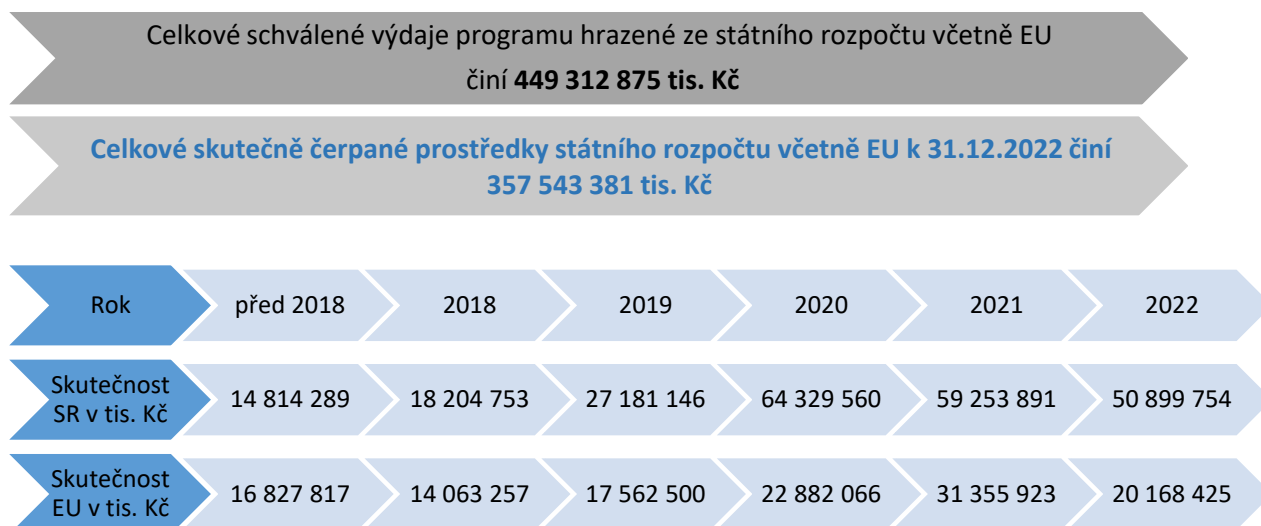 Celkové schválené výdaje programu hrazené ze státního rozpočtu včetně EU
činí 449 312 875 tis. Kč
Celkové skutečně čerpané prostředky státního rozpočtu včetně EU k 31.12.2022 činí
357 543 381 tis. Kč
Rok před 2018 2018 2019 2020 2021 2022
Skutečnost
SR v tis. Kč 14 814 289 18 204 753 27 181 146 64 329 560 59 253 891 50 899 754
Skutečnost
EU v tis. Kč 16 827 817 14 063 257 17 562 500 22 882 066 31 355 923 20 168 425